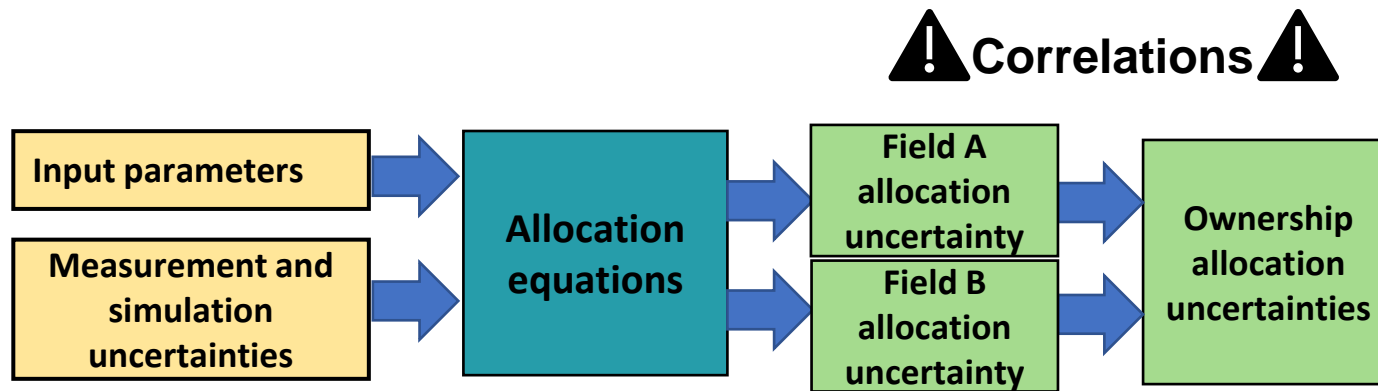 Correlations
Input parameters
Measurement and
simulation
uncertainties
Allocation
equations
Field A
allocation
uncertainty
Field B
allocation
uncertainty
Ownership
allocation
uncertainties